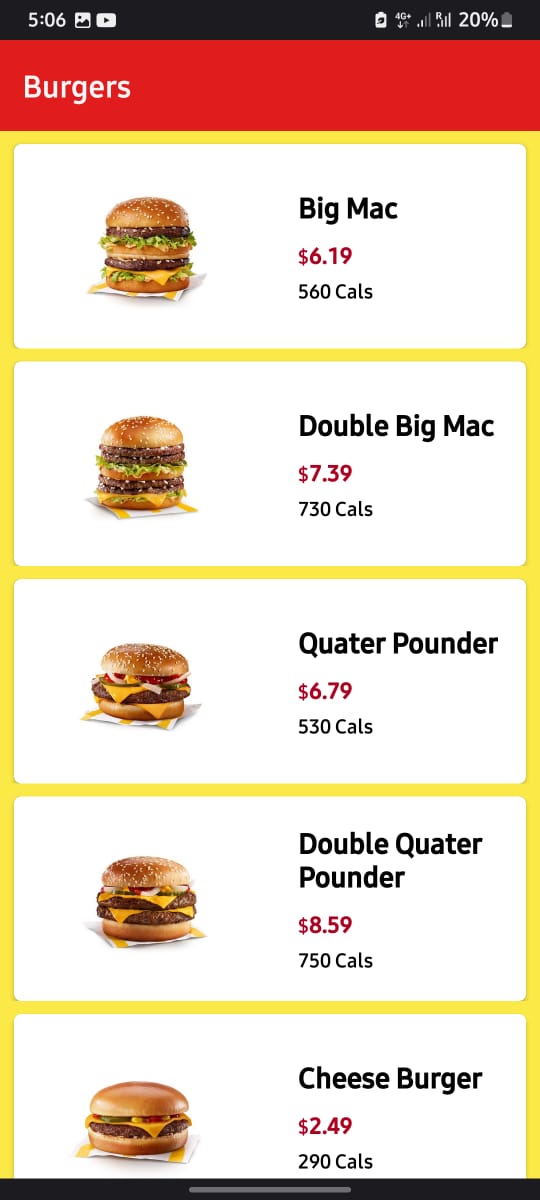 5:06 4G+ R 20%
Burgers
Big Mac
$6.19
560 Cals
Double Big Mac
$7.39
730 Cals
Quater Pounder
$6.79
530 Cals
Double Quater
Pounder
$8.59
750 Cals
Cheese Burger
$2.49
290 Cals